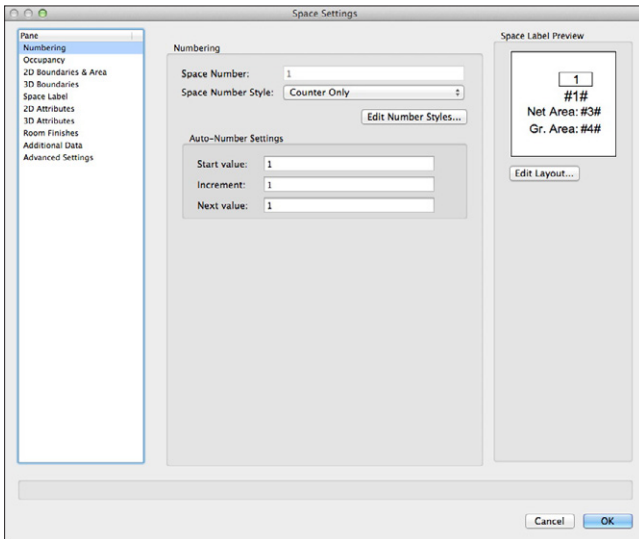 Space Settings
Pane
Numbering
Occupancy
2D Boundaries & Area
3D Boundaries
Space Label
2D Attributes
3D Attributes
Room Finishes
Additional Data
Advanced Settings
Numbering
Space Number: 1
Space Number Style: Counter Only
Edit Number Styles...
Auto-Number Settings
Start value: 1
Increment: 1
Next value: 1
Space Label Preview
1
#1#
Net Area: #3#
Gr. Area: #4#
Edit Layout...
Cancel OK